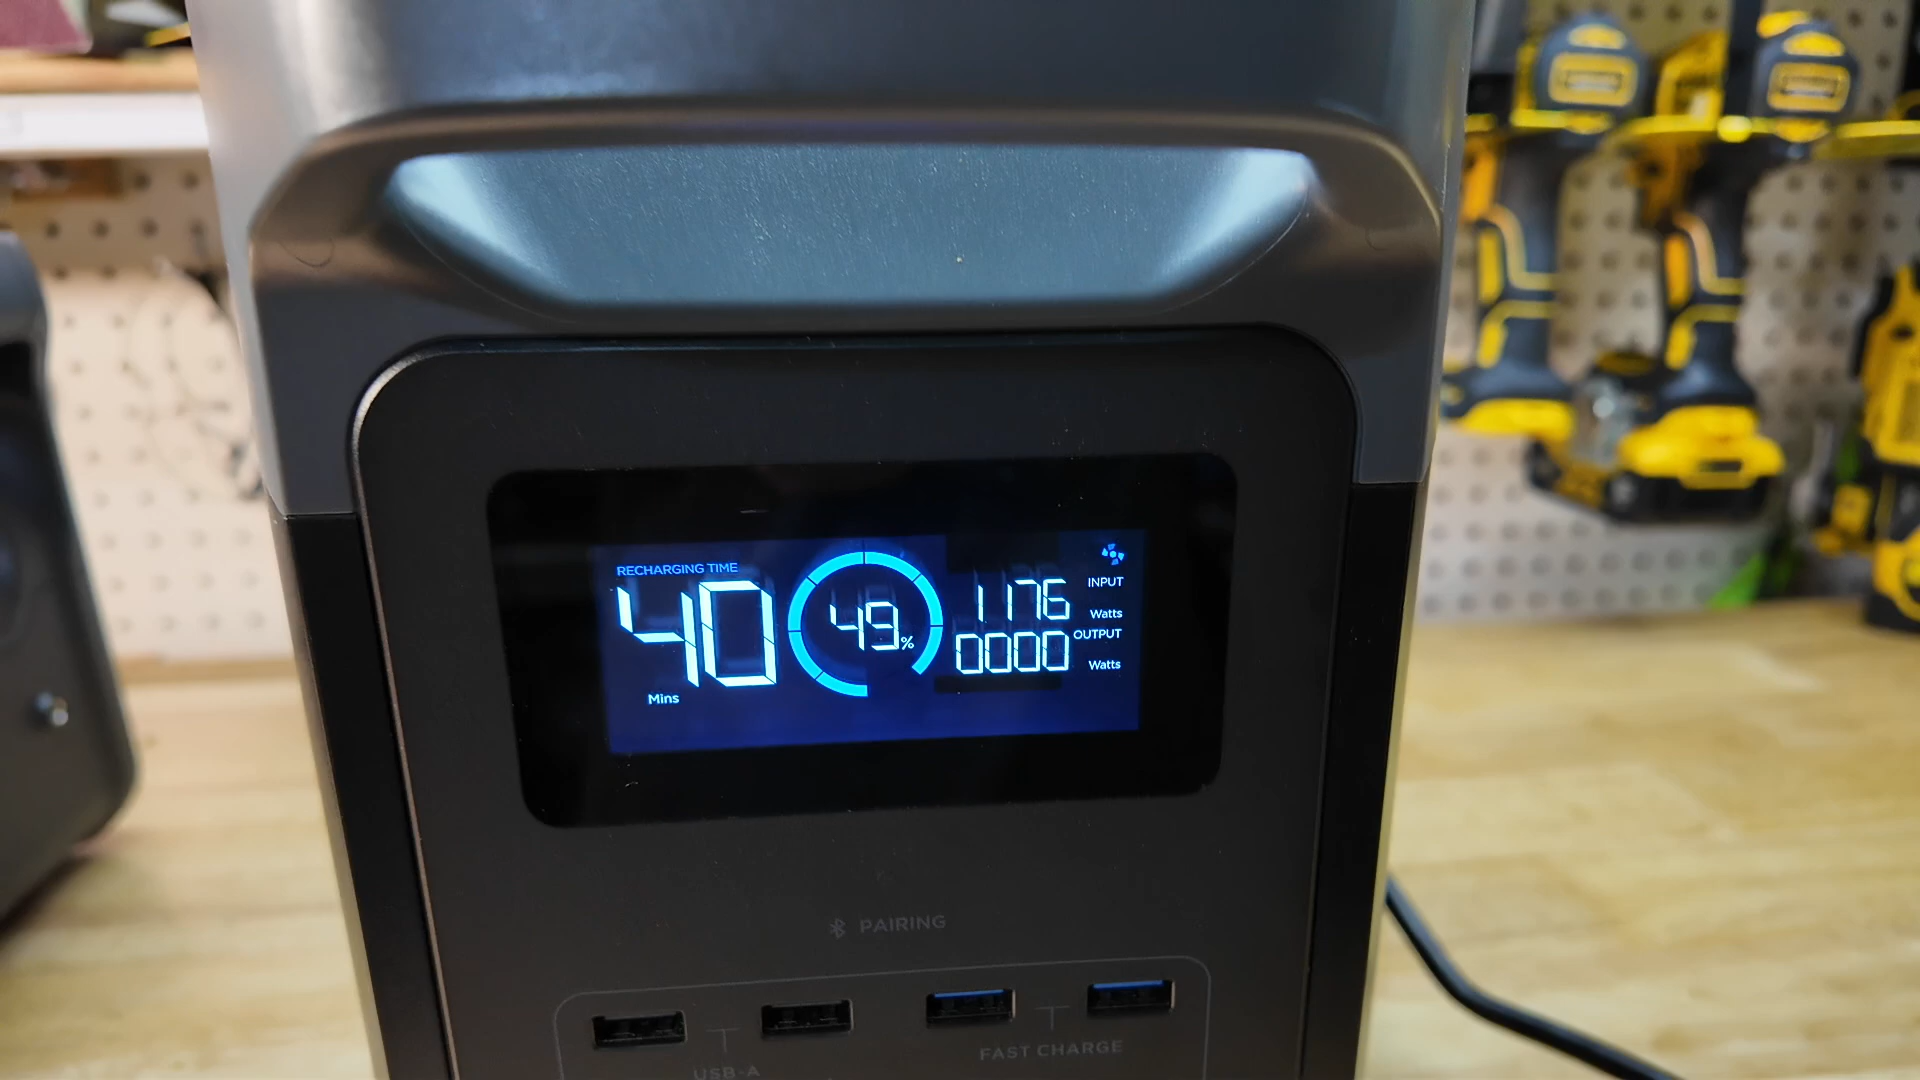 RECHARGING TIME
40
Mins
49%
1176
INPUT
Watts
0000
OUTPUT
Watts
PAIRING
USB-A
FAST CHARGE